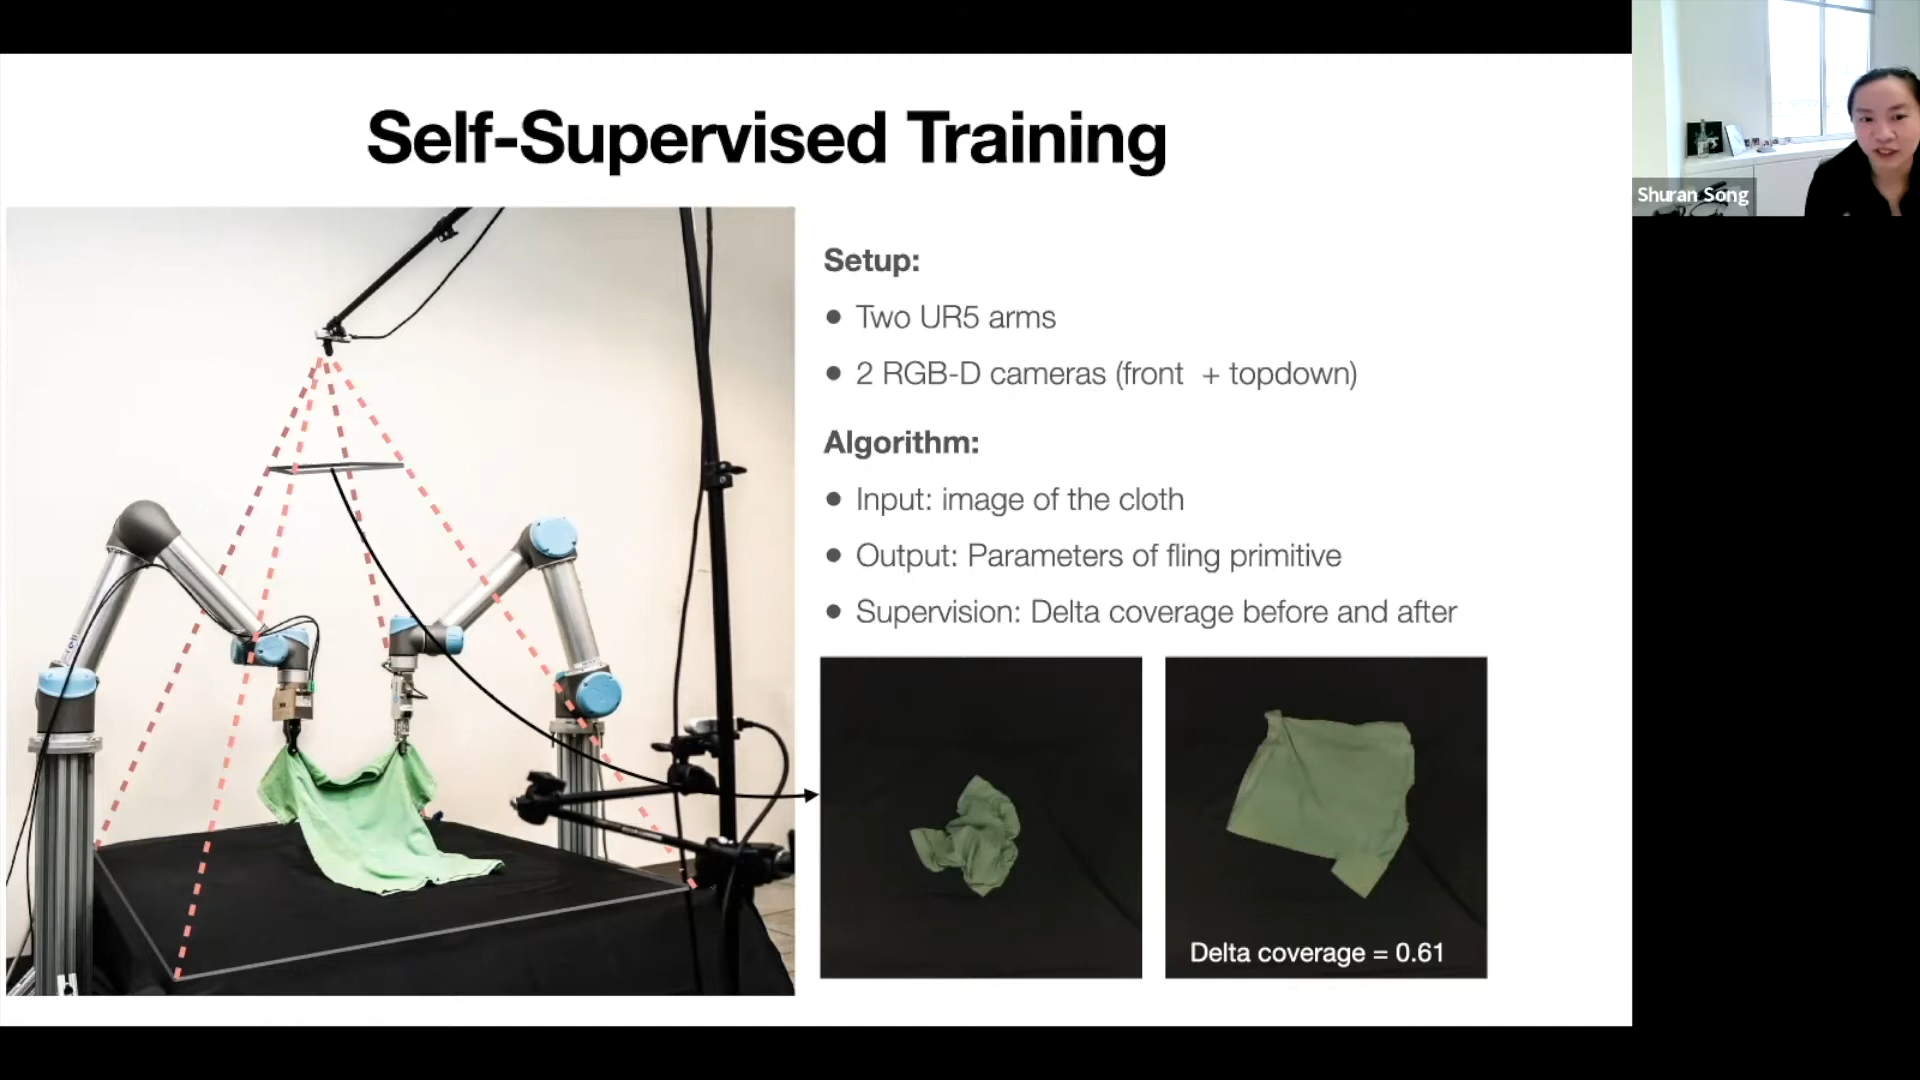 Self-Supervised Training
Shuran Song
Setup:
• Two UR5 arms
• 2 RGB-D cameras (front + topdown)
Algorithm:
• Input: image of the cloth
• Output: Parameters of fling primitive
• Supervision: Delta coverage before and after
Delta coverage = 0.61